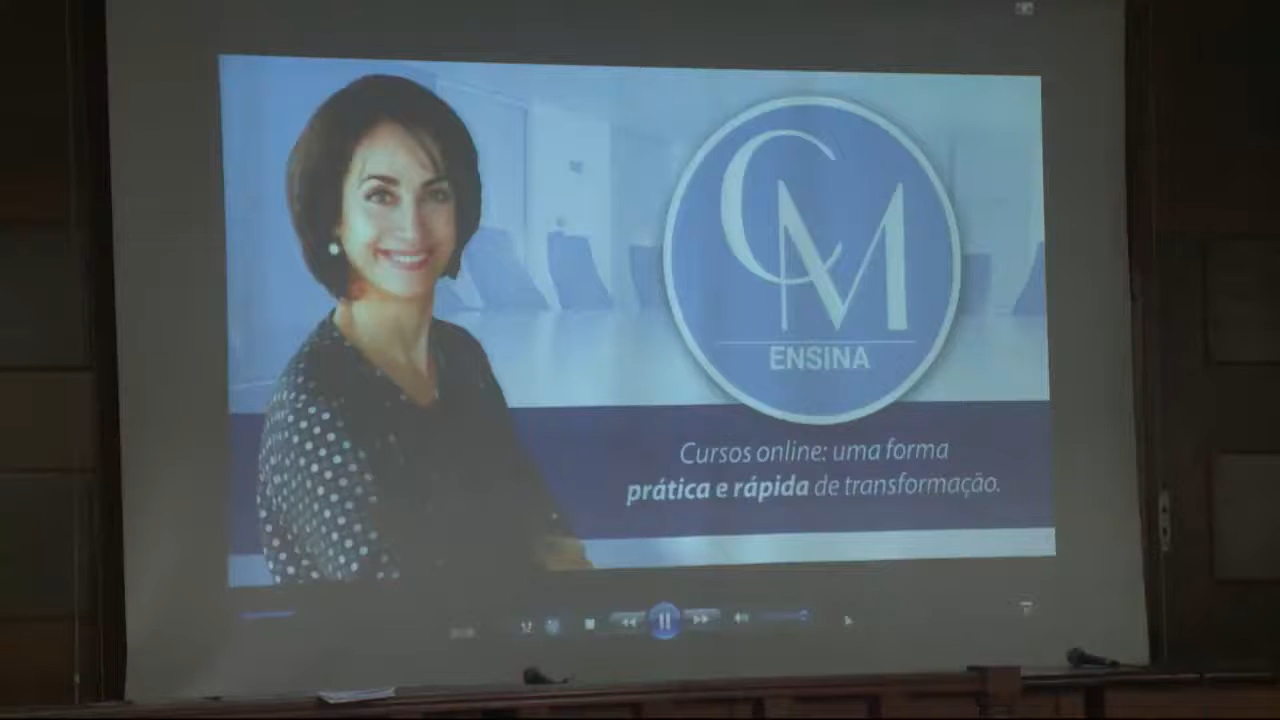 CM
ENSINA
Cursos online: uma forma
prática e rápida de transformação.